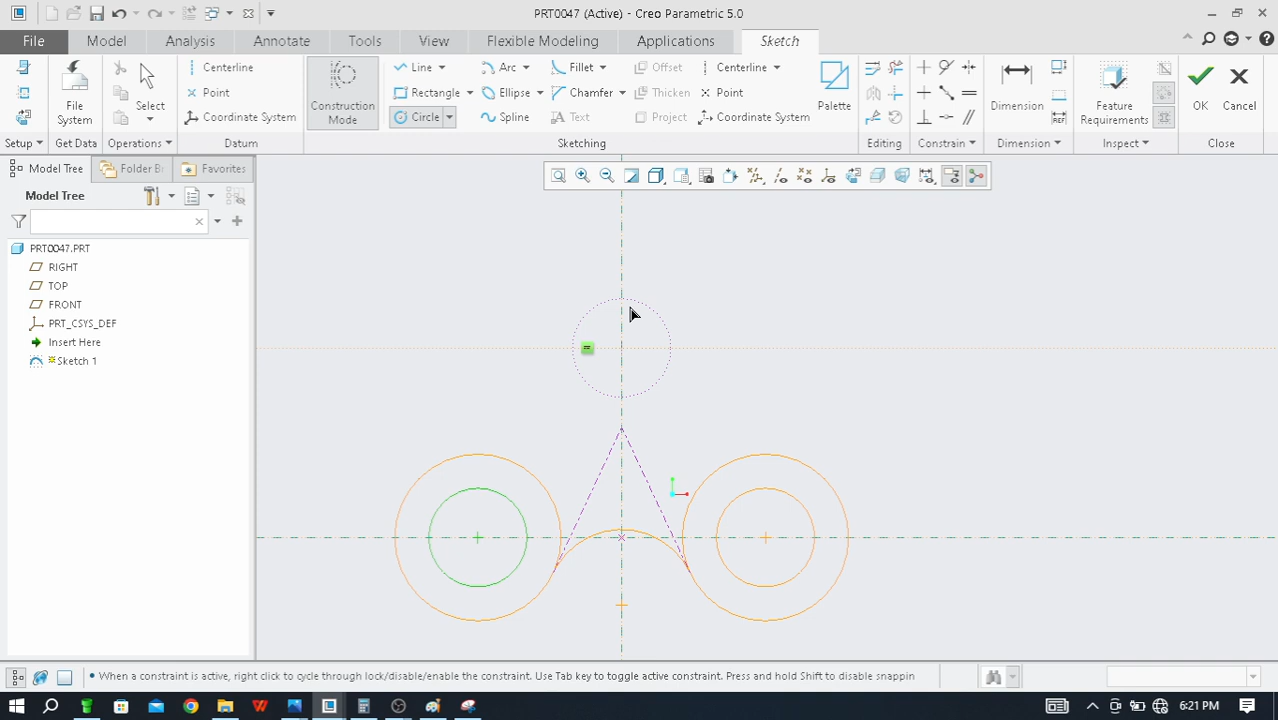 PRT0047 (Active) - Creo Parametric 5.0
File Model Analysis Annotate Tools View Flexible Modeling Applications Sketch
File System
Select
Centerline
Point
Coordinate System
Construction Mode
Line Arc Fillet Offset Centerline
Rectangle Ellipse Chamfer Thicken Point
Circle Spline Text Project Coordinate System
Palette
Dimension
REF
Feature Requirements
OK Cancel
Setup Get Data Operations Datum Sketching Editing Constrain Dimension Inspect Close
Model Tree Folder B Favorites
Model Tree
PRT0047.PRT
RIGHT
TOP
FRONT
PRT_CSYS_DEF
Insert Here
Sketch 1
When a constraint is active, right click to cycle through lock/disable/enable the constraint. Use Tab key to toggle active constraint. Press and hold Shift to disable snappin
6:21 PM